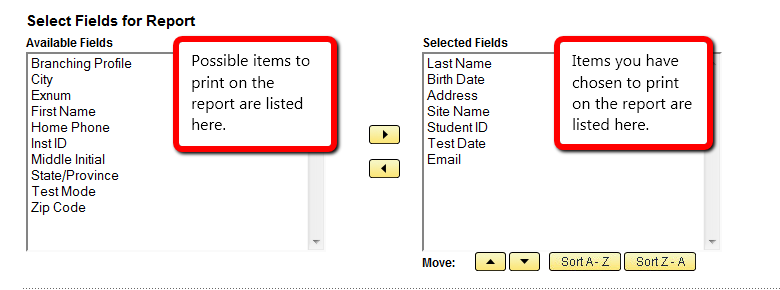 Select Fields for Report
Available Fields
Branching Profile
City
Exnum
First Name
Home Phone
Inst ID
Middle Initial
State/Province
Test Mode
Zip Code
Possible items to
print on the
report are listed
here.
Selected Fields
Last Name
Birth Date
Address
Site Name
Student ID
Test Date
Email
Items you have
chosen to print
on the report are
listed here.
Move:
Sort A - Z
Sort Z - A